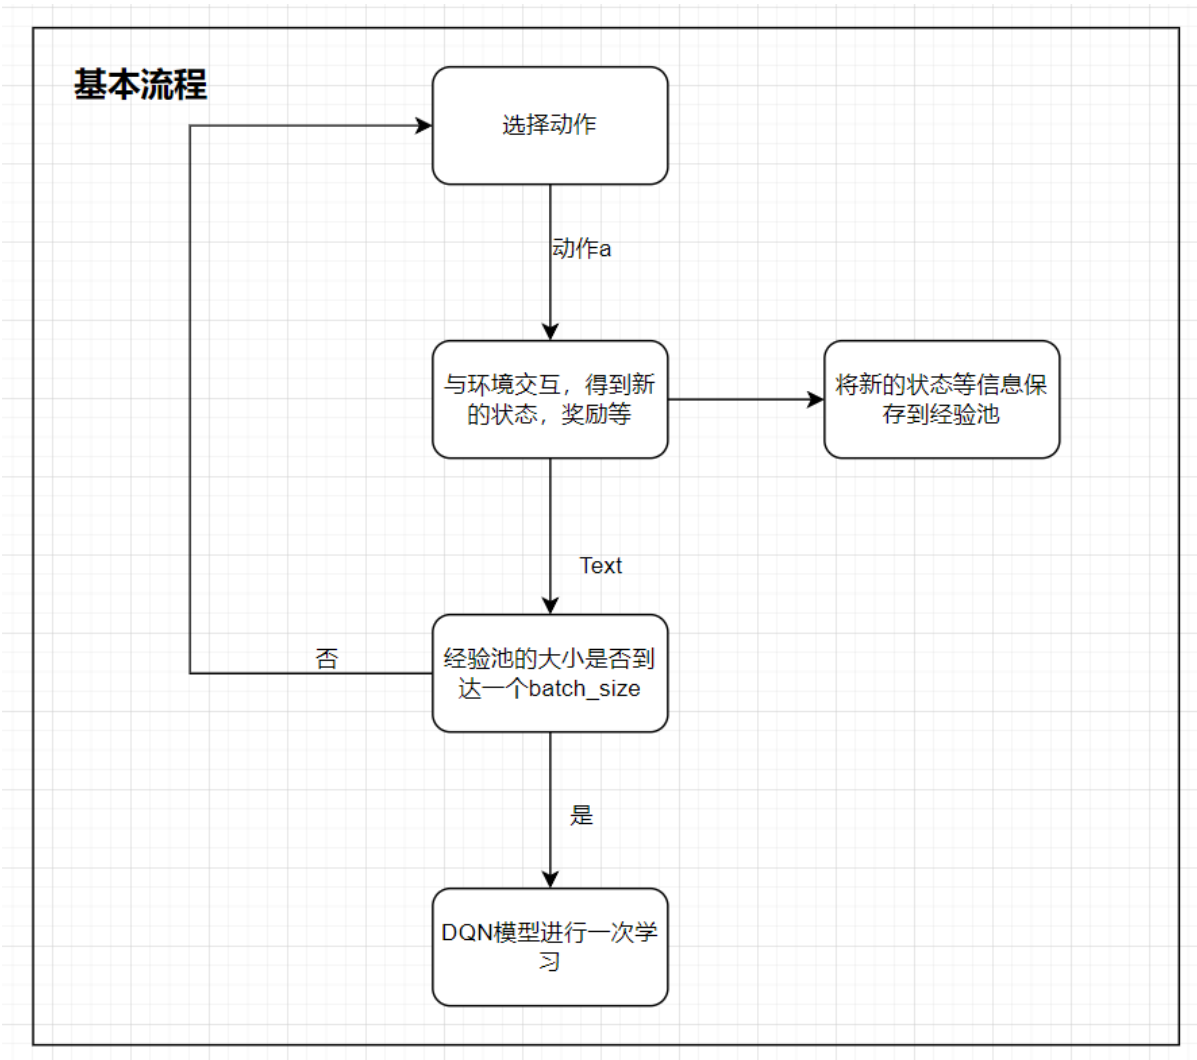 基本流程
选择动作
动作a
与环境交互，得到新
的状态，奖励等
将新的状态等信息保
存到经验池
Text
否
经验池的大小是否到
达一个batch_size
是
DQN模型进行一次学
习